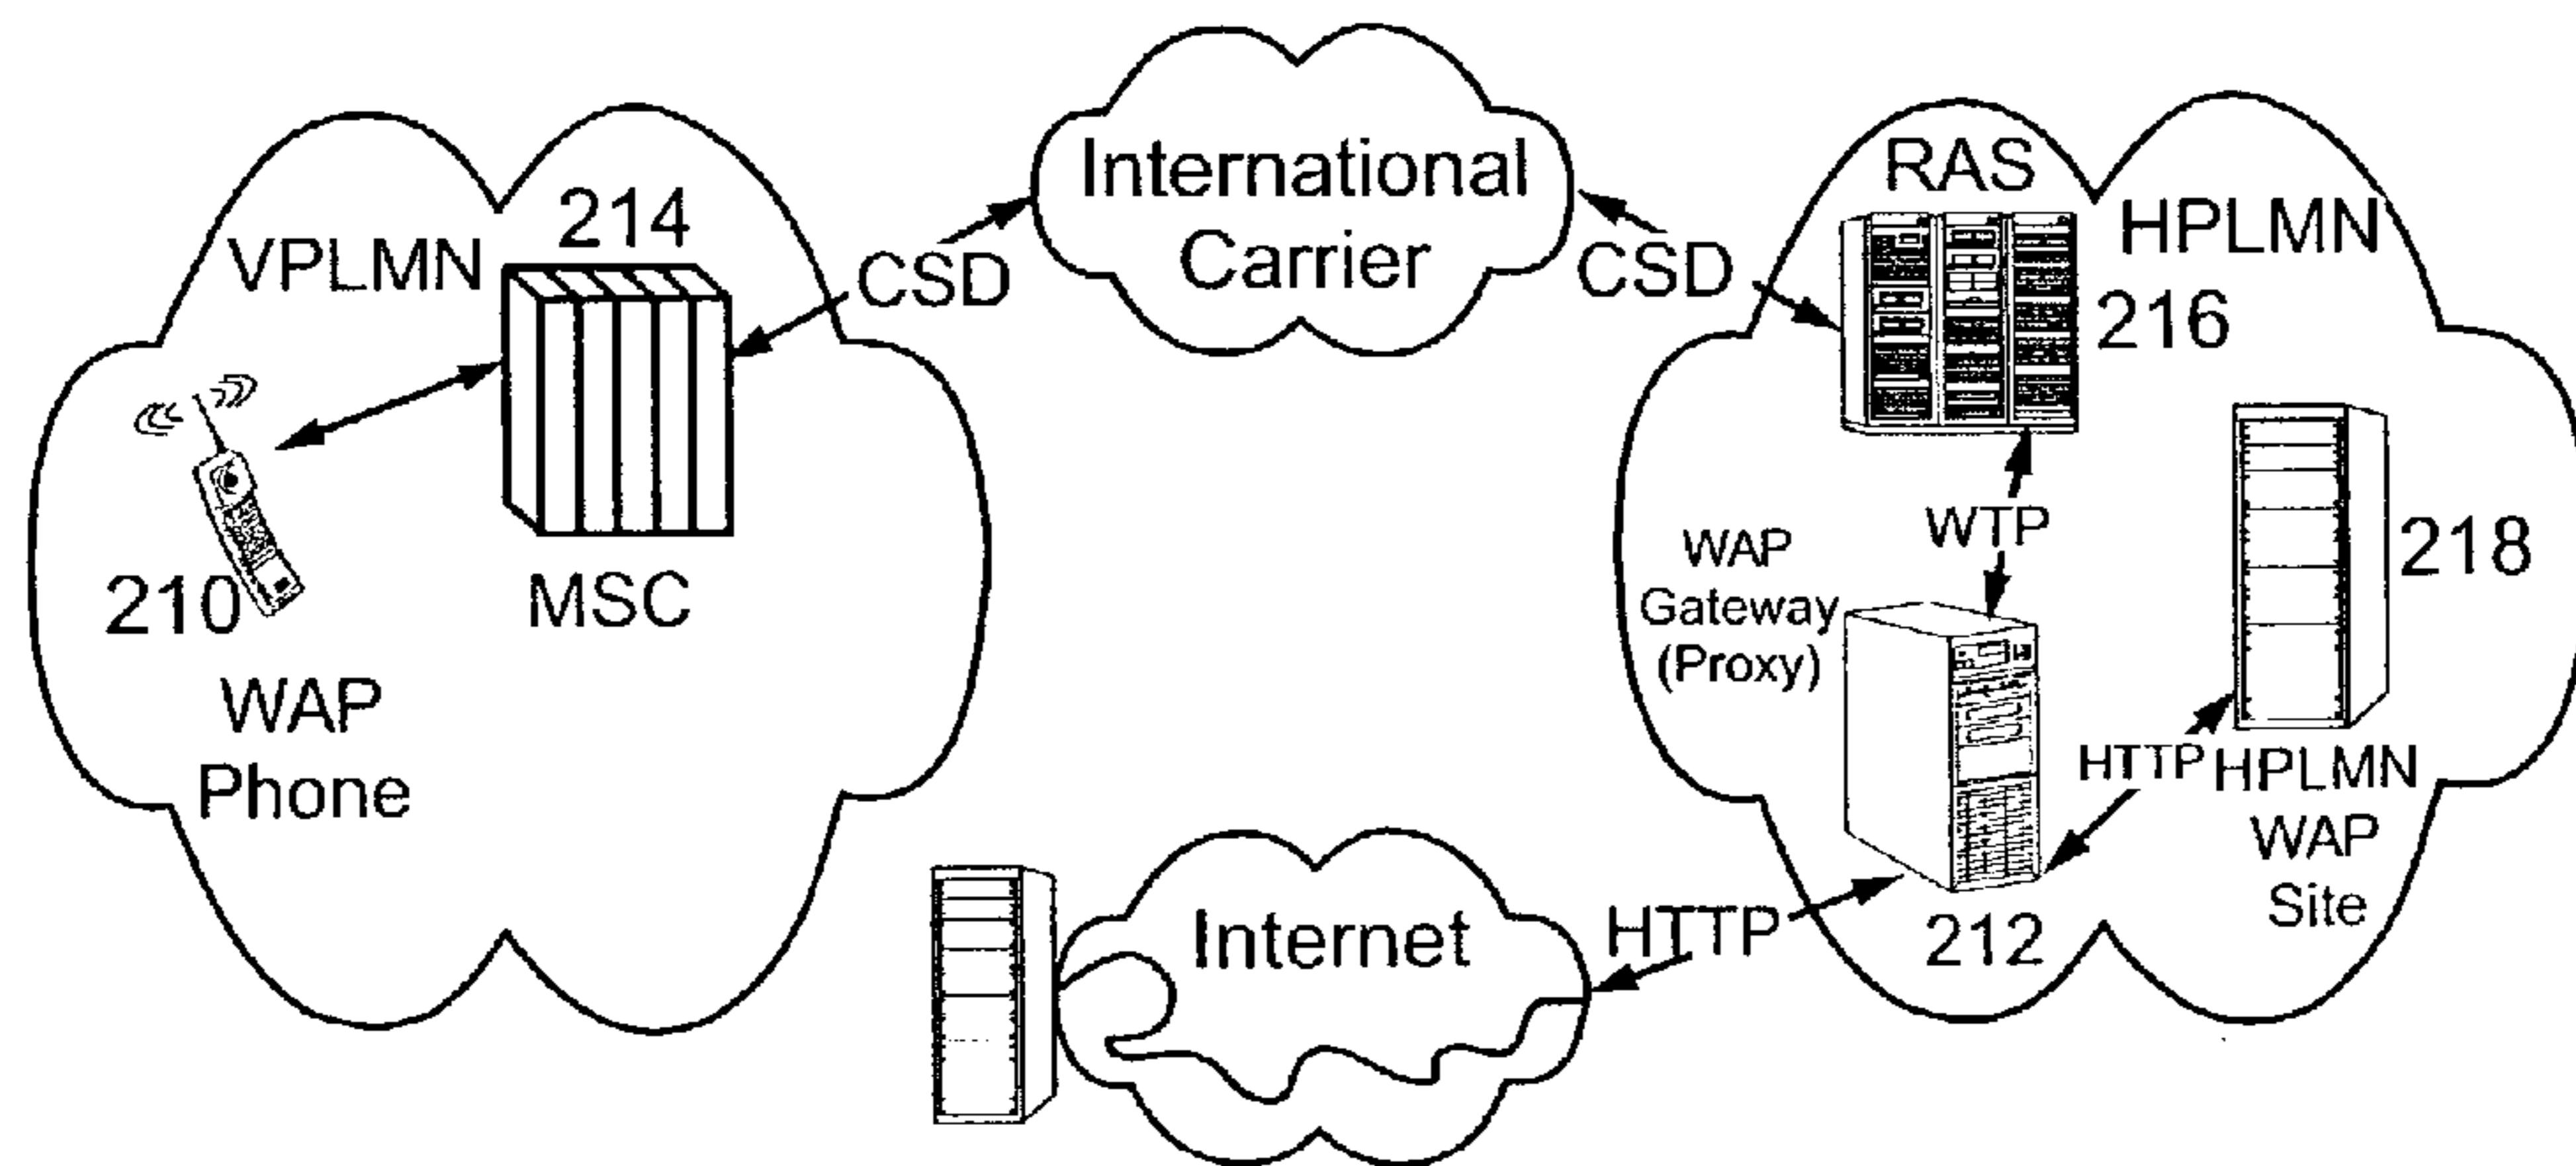 VPLMN
214
MSC
210
WAP
Phone
CSD
International
Carrier
CSD
RAS
HPLMN
216
WTP
WAP
Gateway
(Proxy)
218
HTTP
HPLMN
WAP
Site
212
HTTP
Internet